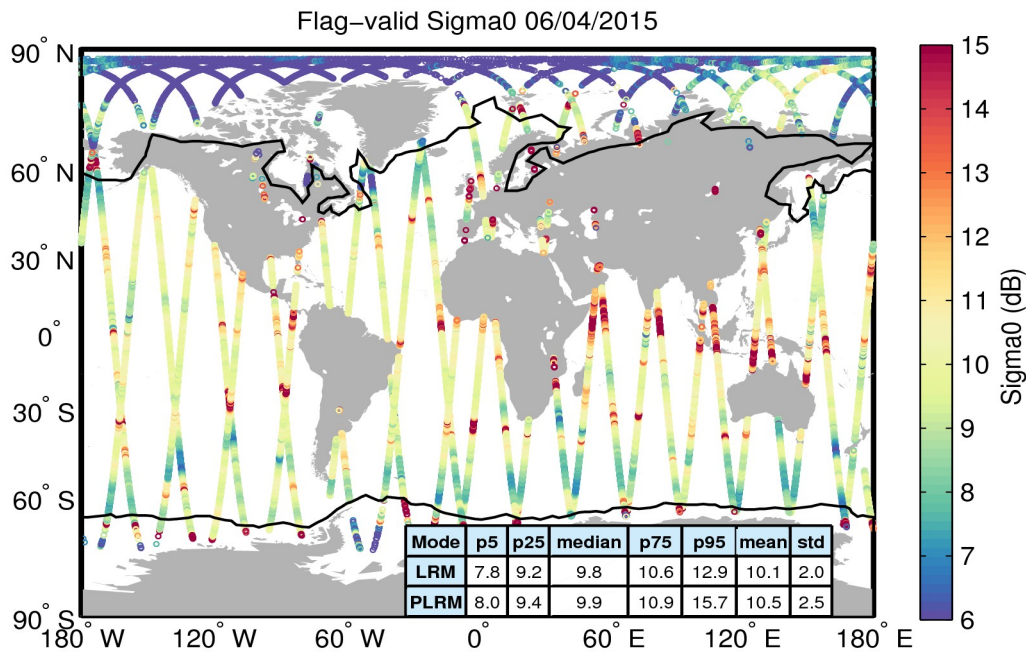 Flag−valid Sigma0 06/04/2015
90° N
60° N
30° N
0°
30° S
60° S
90° S
180° W
120° W
60° W
0°
60° E
120° E
180° E
15
14
13
12
11
10
9
8
7
6
Sigma0 (dB)
Mode p5 p25 median p75 p95 mean std
LRM 7.8 9.2 9.8 10.6 12.9 10.1 2.0
PLRM 8.0 9.4 9.9 10.9 15.7 10.5 2.5